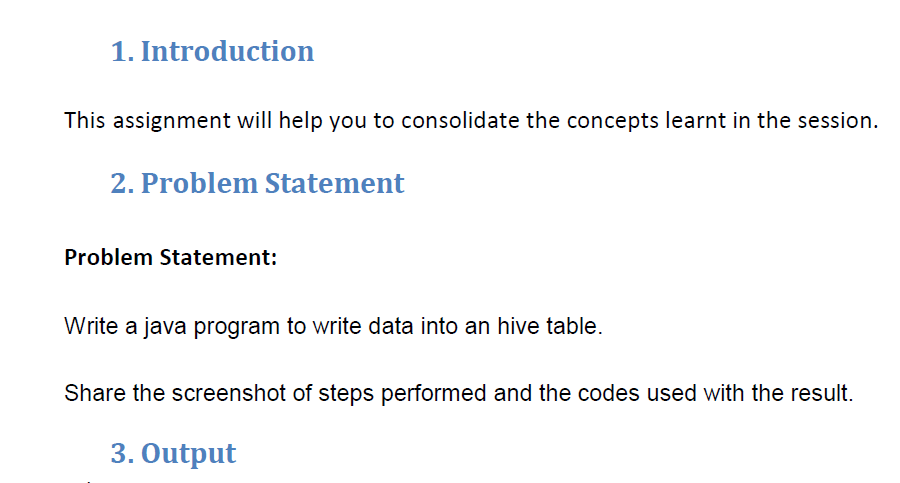 1. Introduction
This assignment will help you to consolidate the concepts learnt in the session.
2. Problem Statement
Problem Statement:
Write a java program to write data into an hive table.
Share the screenshot of steps performed and the codes used with the result.
3. Output